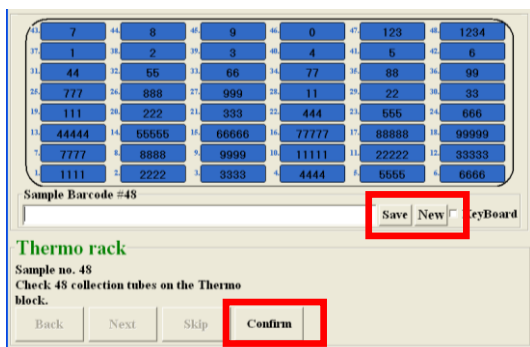 43. 7 44. 8 45. 9 46. 0 47. 123 48. 1234
37. 1 38. 2 39. 3 40. 4 41. 5 42. 6
31. 44 32. 55 33. 66 34. 77 35. 88 36. 99
25. 777 26. 888 27. 999 28. 11 29. 22 30. 33
19. 111 20. 222 21. 333 22. 444 23. 555 24. 666
13. 44444 14. 55555 15. 66666 16. 77777 17. 88888 18. 99999
7. 7777 8. 8888 9. 9999 10. 11111 11. 22222 12. 33333
1. 1111 2. 2222 3. 3333 4. 4444 5. 5555 6. 6666
Sample Barcode #48
Save New KeyBoard
Thermo rack
Sample no. 48
Check 48 collection tubes on the Thermo
block.
Back Next Skip Confirm